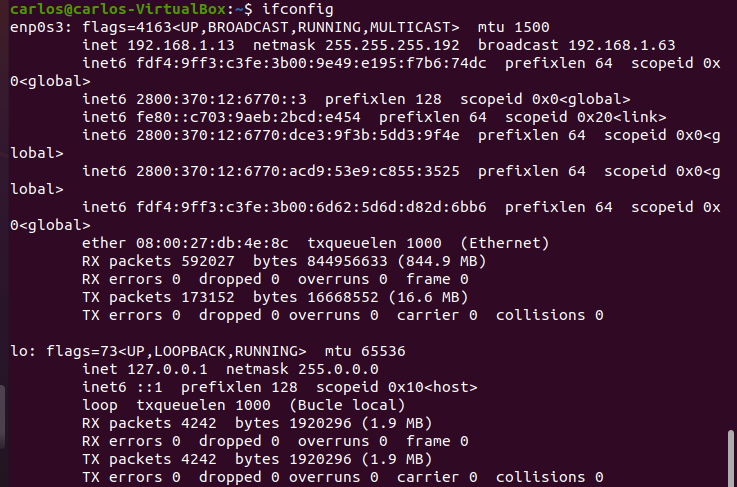 carlos@carlos-VirtualBox:~$ ifconfig
enp0s3: flags=4163<UP,BROADCAST,RUNNING,MULTICAST>  mtu 1500
        inet 192.168.1.13  netmask 255.255.255.192  broadcast 192.168.1.63
        inet6 fdf4:9ff3:c3fe:3b00:9e49:e195:f7b6:74dc  prefixlen 64  scopeid 0x
0<global>
        inet6 2800:370:12:6770::3  prefixlen 128  scopeid 0x0<global>
        inet6 fe80::c703:9aeb:2bcd:e454  prefixlen 64  scopeid 0x20<link>
        inet6 2800:370:12:6770:dce3:9f3b:5dd3:9f4e  prefixlen 64  scopeid 0x0<g
lobal>
        inet6 2800:370:12:6770:acd9:53e9:c855:3525  prefixlen 64  scopeid 0x0<g
lobal>
        inet6 fdf4:9ff3:c3fe:3b00:6d62:5d6d:d82d:6bb6  prefixlen 64  scopeid 0x
0<global>
        ether 08:00:27:db:4e:8c  txqueuelen 1000  (Ethernet)
        RX packets 592027  bytes 844956633 (844.9 MB)
        RX errors 0  dropped 0  overruns 0  frame 0
        TX packets 173152  bytes 16668552 (16.6 MB)
        TX errors 0  dropped 0 overruns 0  carrier 0  collisions 0

lo: flags=73<UP,LOOPBACK,RUNNING>  mtu 65536
        inet 127.0.0.1  netmask 255.0.0.0
        inet6 ::1  prefixlen 128  scopeid 0x10<host>
        loop  txqueuelen 1000  (Bucle local)
        RX packets 4242  bytes 1920296 (1.9 MB)
        RX errors 0  dropped 0  overruns 0  frame 0
        TX packets 4242  bytes 1920296 (1.9 MB)
        TX errors 0  dropped 0 overruns 0  carrier 0  collisions 0